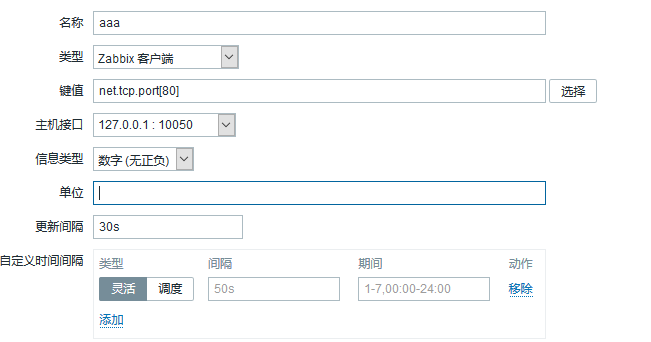 名称 aaa
类型 Zabbix 客户端
键值 net.tcp.port[80] 选择
主机接口 127.0.0.1 : 10050
信息类型 数字 (无正负)
单位
更新间隔 30s
自定义时间间隔 类型 间隔 期间 动作
灵活 调度 50s 1-7,00:00-24:00 移除
添加